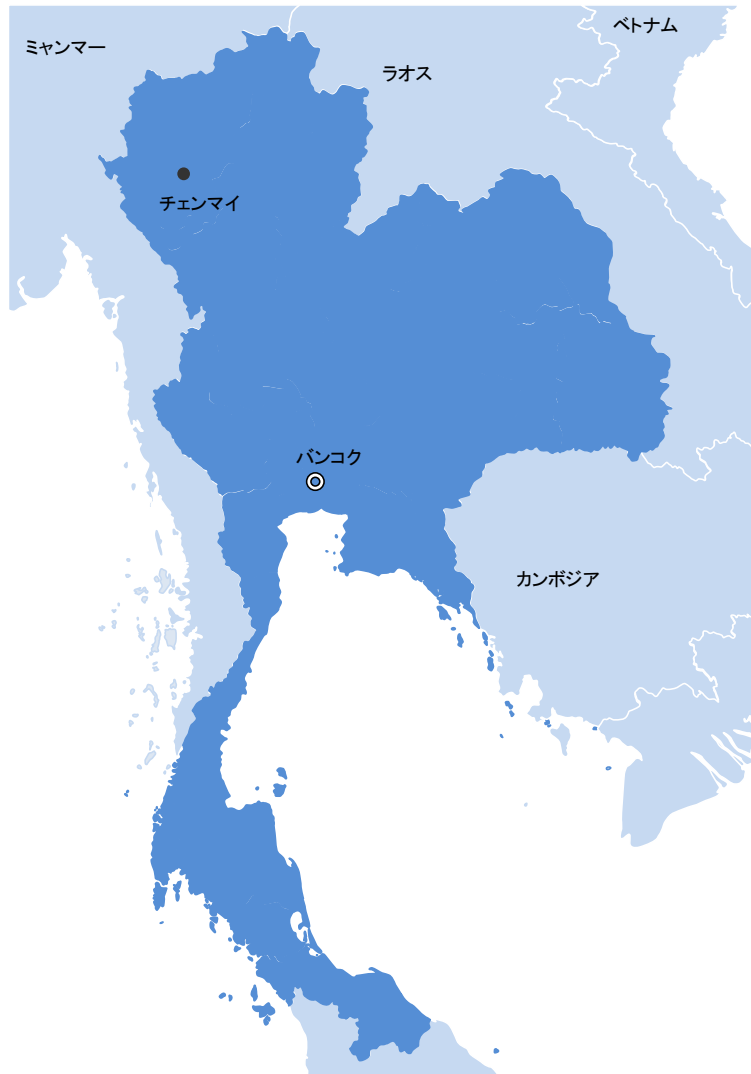 ベトナム
ミャンマー
ラオス
チェンマイ
バンコク
カンボジア